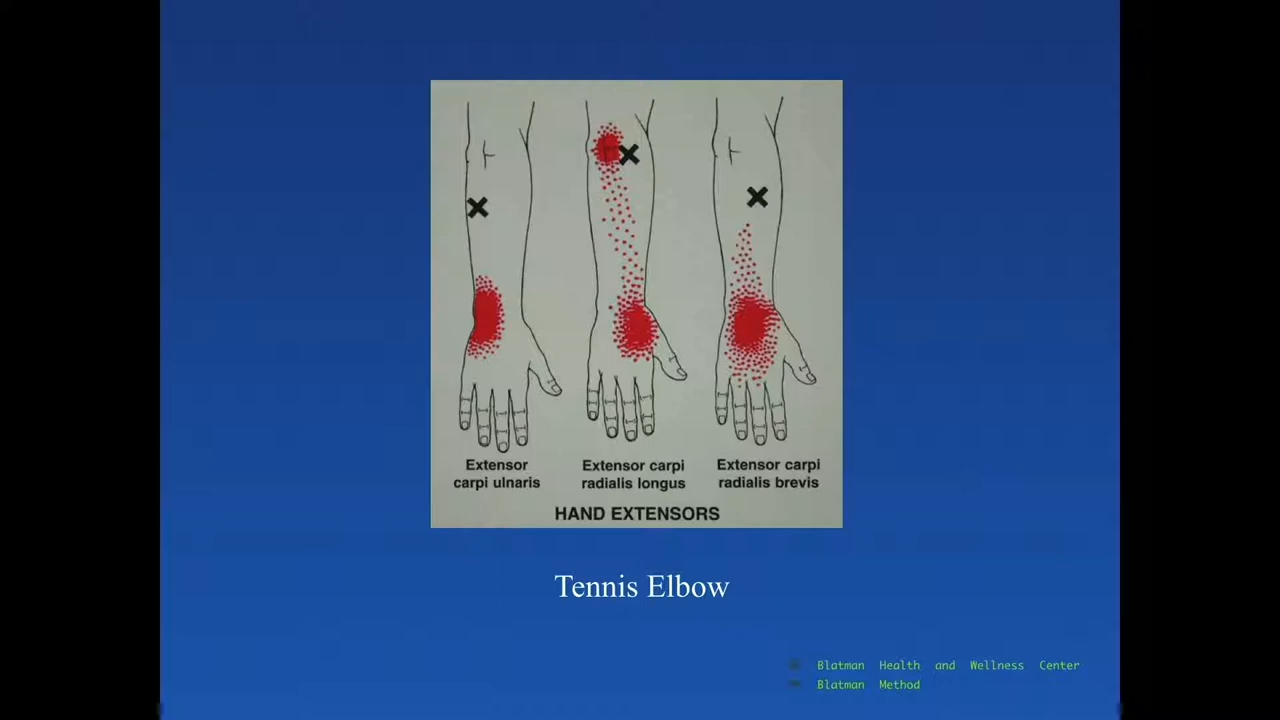 Extensor
carpi ulnaris
Extensor carpi
radialis longus
Extensor carpi
radialis brevis
HAND EXTENSORS
Tennis Elbow
Blatman Health and Wellness Center
Blatman Method